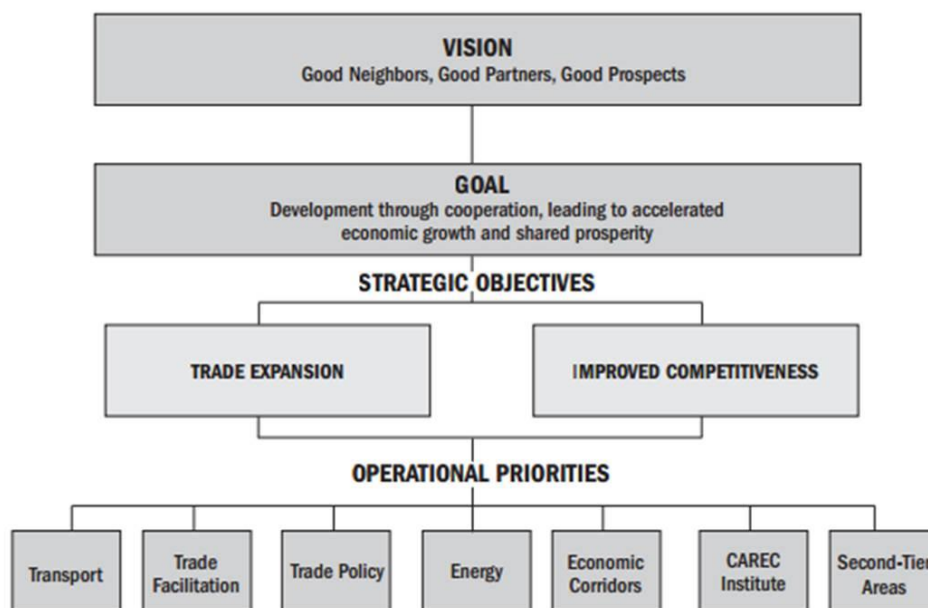 VISION
Good Neighbors, Good Partners, Good Prospects
GOAL
Development through cooperation, leading to accelerated
economic growth and shared prosperity
STRATEGIC OBJECTIVES
TRADE EXPANSION
IMPROVED COMPETITIVENESS
OPERATIONAL PRIORITIES
Transport
Trade
Facilitation
Trade Policy
Energy
Economic
Corridors
CAREC
Institute
Second-Tier
Areas